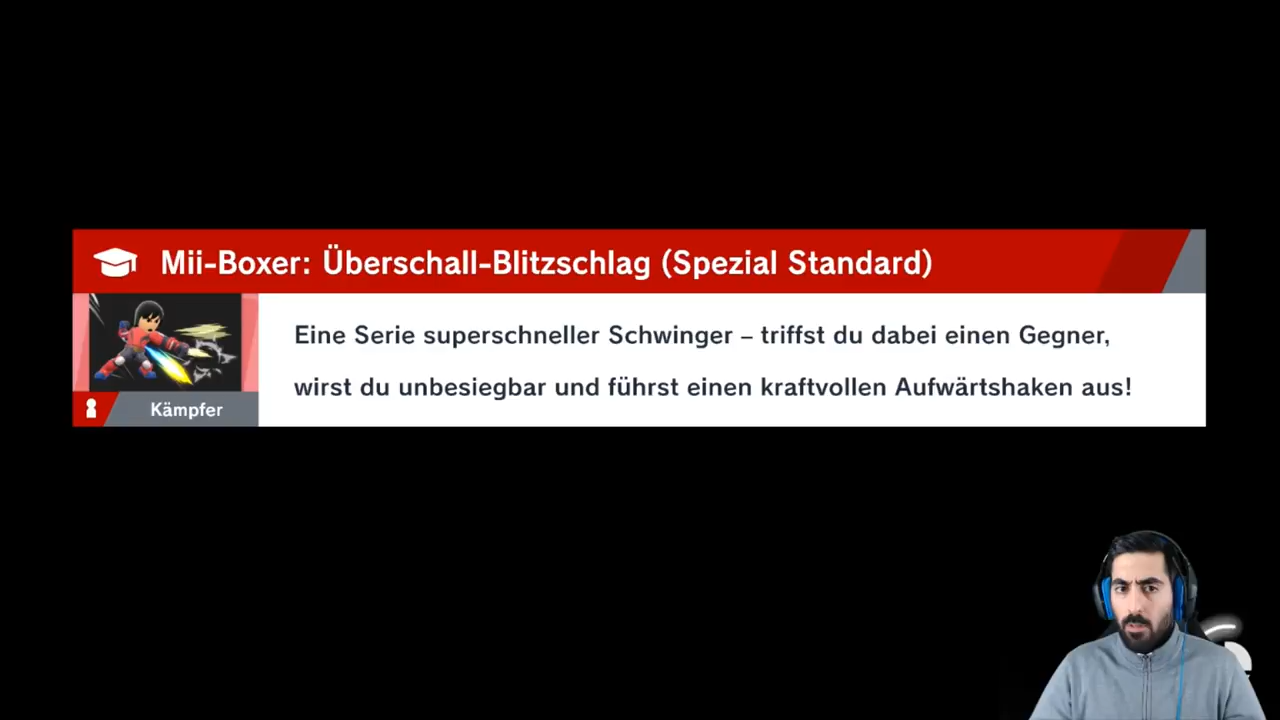 Mii-Boxer: Überschall-Blitzschlag (Spezial Standard)
Eine Serie superschneller Schwinger – triffst du dabei einen Gegner,
wirst du unbesiegbar und führst einen kraftvollen Aufwärtshaken aus!
Kämpfer